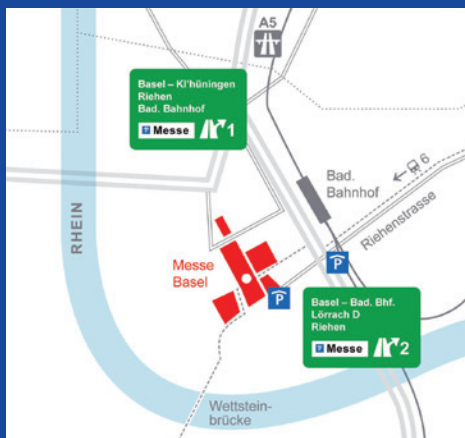 A5
Basel – Kl'hüningen
Riehen
Bad. Bahnhof
P Messe 1
6
Bad.
Bahnhof
Riehenstrasse
RHEIN
Messe
Basel
P
P
Basel – Bad. Bhf.
Lörrach D
Riehen
P Messe 2
Wettstein-
brücke